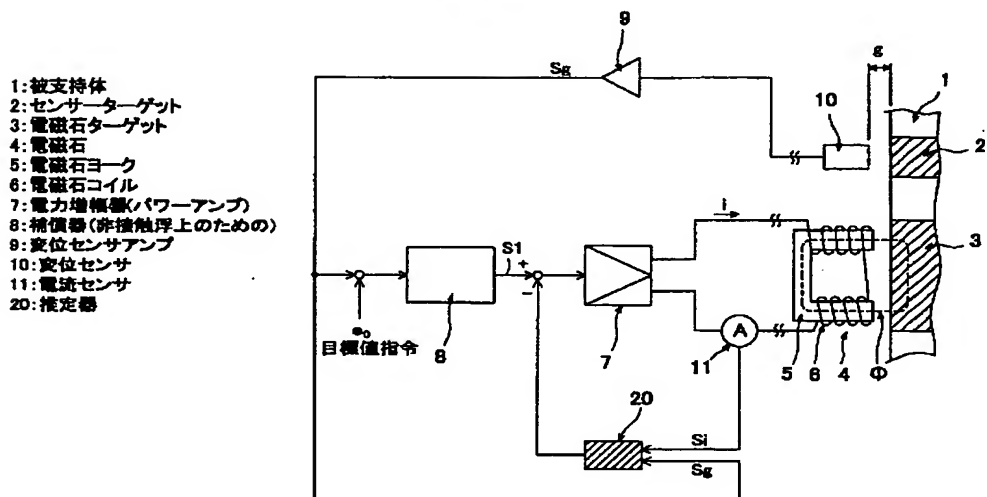 1:被支持体
2:センサーターゲット
3:電磁石ターゲット
4:電磁石
5:電磁石ヨーク
6:電磁石コイル
7:電力増幅器(パワーアンプ)
8:補償器(非接触浮上のための)
9:変位センサアンプ
10:変位センサ
11:電流センサ
20:推定器
9
Sg
g
1
10
2
i
S1
+
-
3
A
e₀
目標値指令
8
7
11
5
6
4
Φ
20
Si
Sg